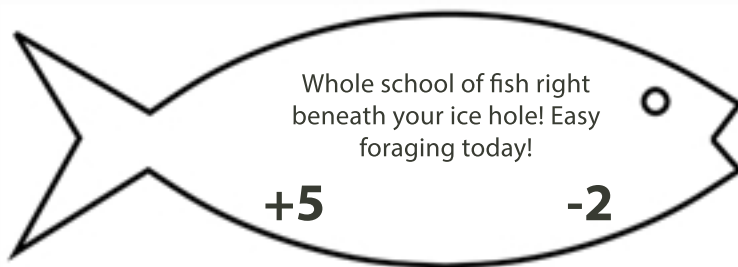 Whole school of fish right
beneath your ice hole! Easy
foraging today!
+5 -2